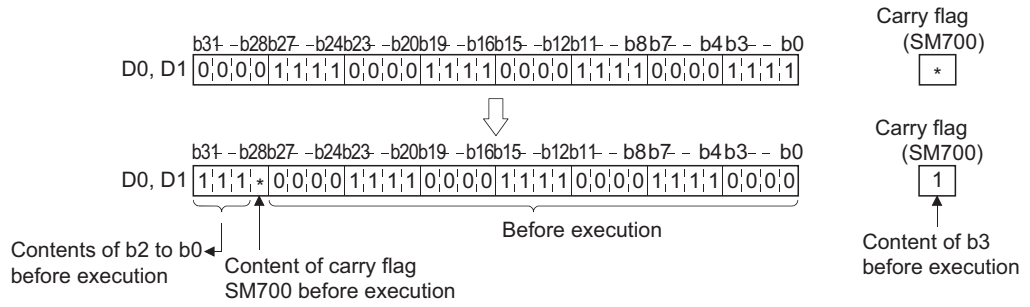 Carry flag
(SM700)
b31- -b28b27- -b24b23- -b20b19- -b16b15- -b12b11- - b8b7- - b4b3- - b0
D0, D1 0 0 0 0 1 1 1 1 0 0 0 0 1 1 1 1 0 0 0 0 1 1 1 1 0 0 0 0 1 1 1 1 *
Carry flag
(SM700)
b31- -b28b27- -b24b23- -b20b19- -b16b15- -b12b11- - b8b7- - b4b3- - b0
D0, D1 1 1 1 * 0 0 0 0 1 1 1 1 0 0 0 0 1 1 1 1 0 0 0 0 1 1 1 1 0 0 0 0 1
Before execution
Contents of b2 to b0
before execution
Content of carry flag
SM700 before execution
Content of b3
before execution